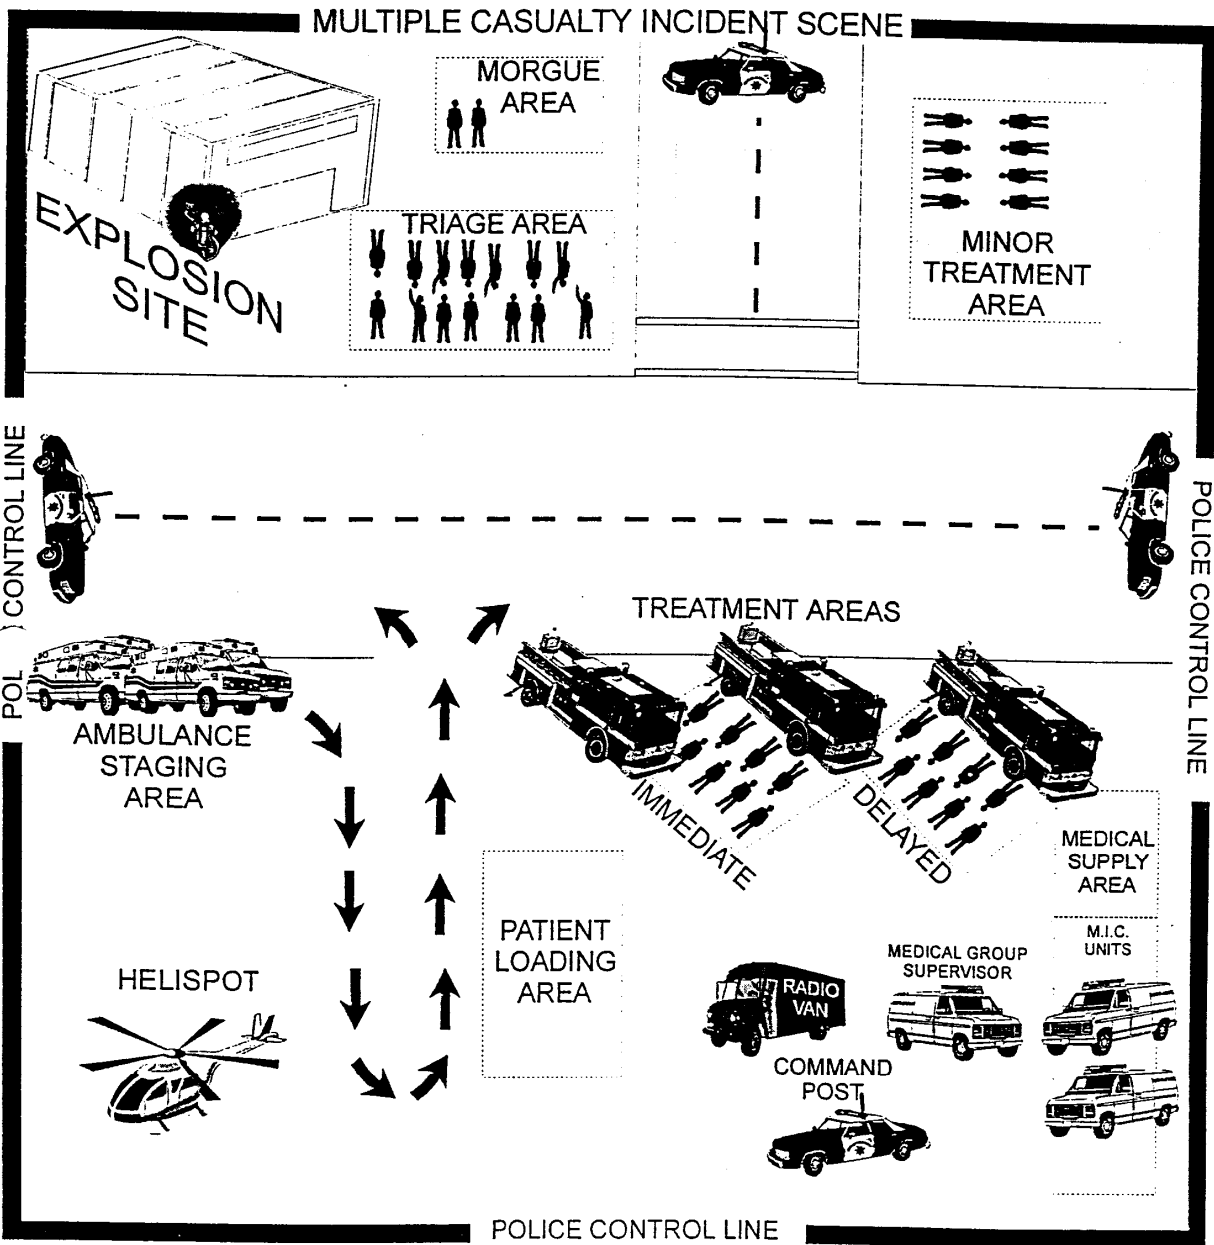 MULTIPLE CASUALTY INCIDENT SCENE
MORGUE
AREA
EXPLOSION
SITE
TRIAGE AREA
MINOR
TREATMENT
AREA
POL
CONTROL LINE
POLICE CONTROL LINE
TREATMENT AREAS
AMBULANCE
STAGING
AREA
IMMEDIATE
DELAYED
MEDICAL
SUPPLY
AREA
PATIENT
LOADING
AREA
M.I.C.
UNITS
MEDICAL GROUP
SUPERVISOR
RADIO
VAN
HELISPOT
COMMAND
POST
POLICE CONTROL LINE